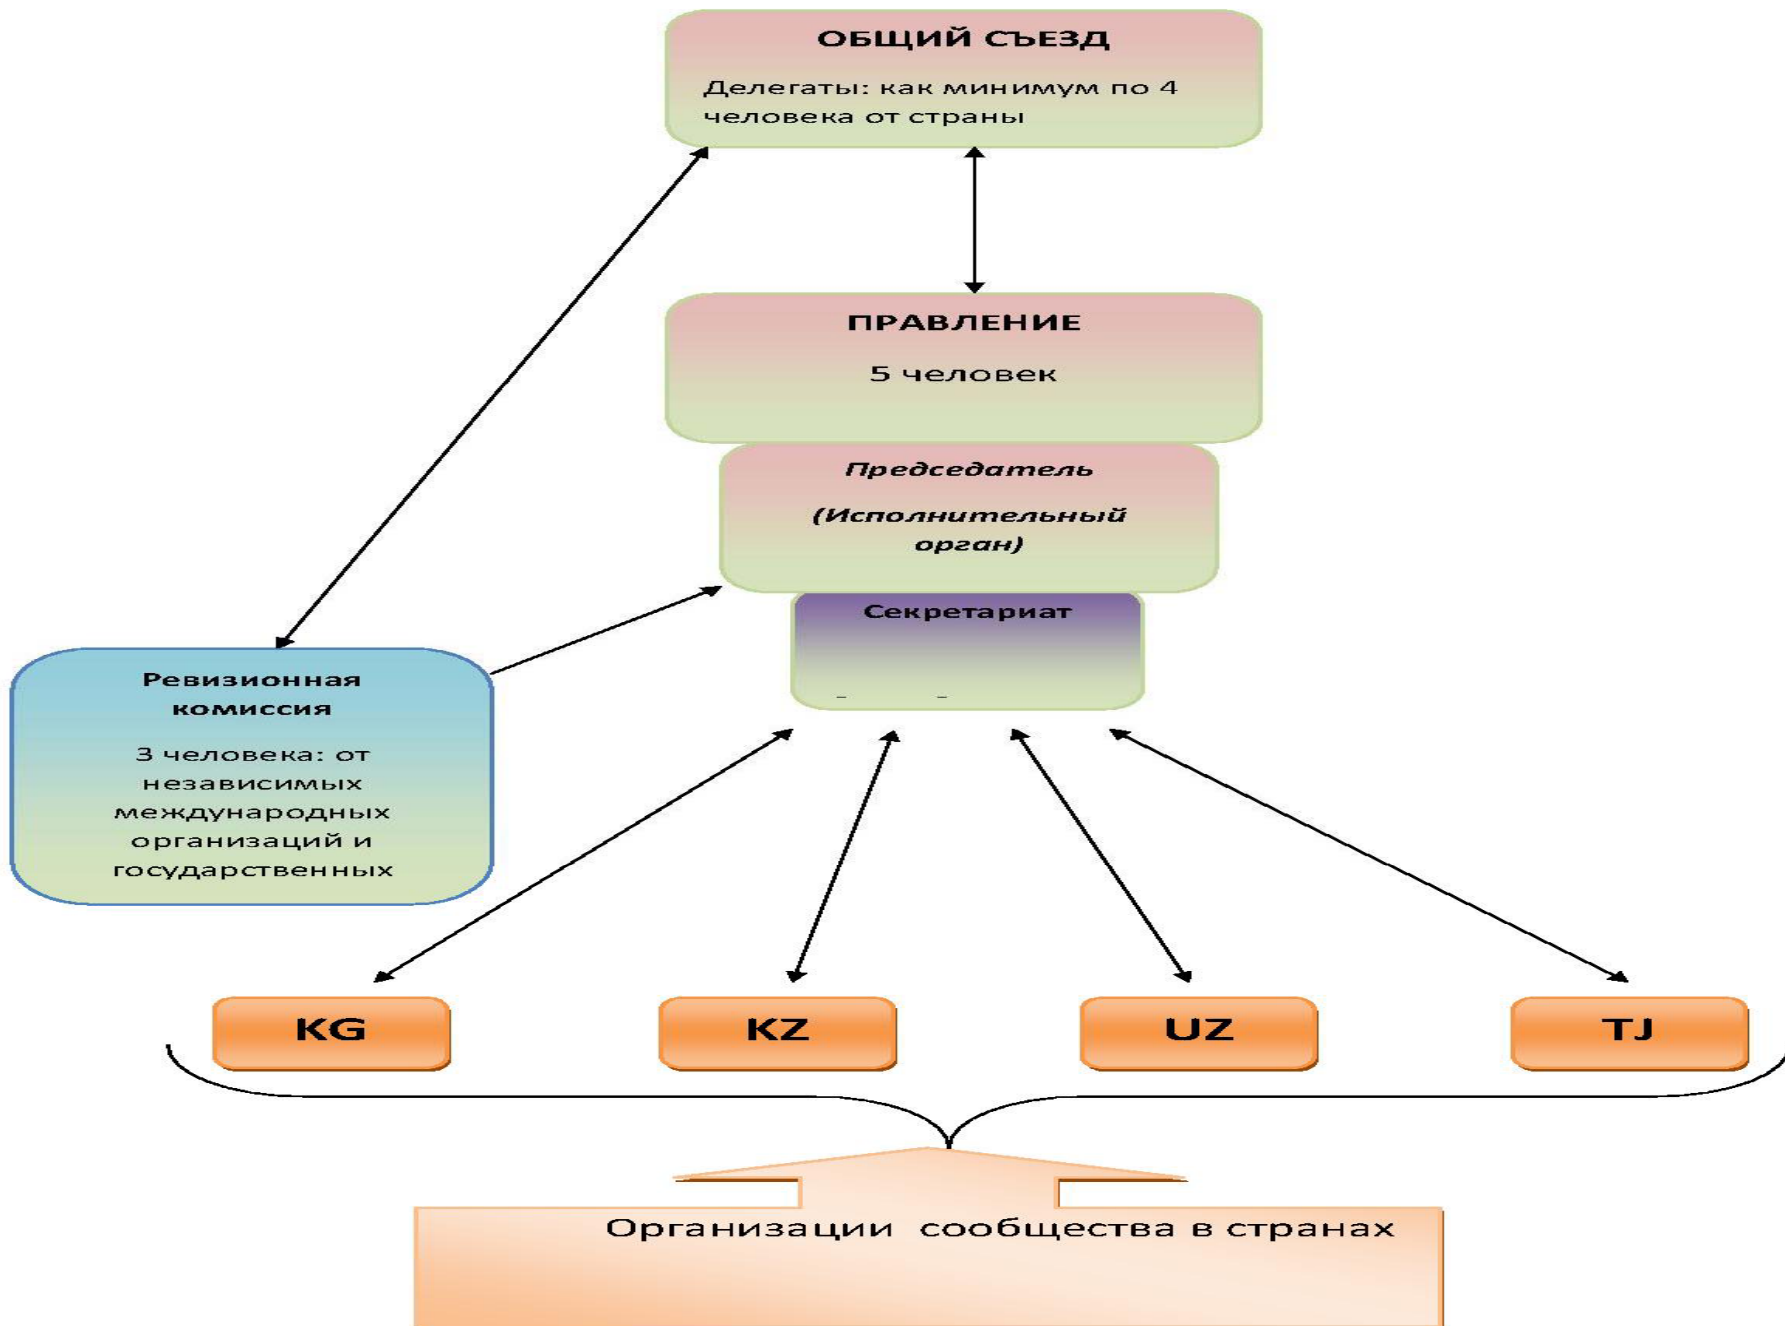 ОБЩИЙ СЪЕЗД
Делегаты: как минимум по 4
человека от страны
ПРАВЛЕНИЕ
5 человек
Председатель
(Исполнительный
орган)
Секретариат
Ревизионная
комиссия
3 человека: от
независимых
международных
организаций и
государственных
KG
KZ
UZ
TJ
Организации сообщества в странах